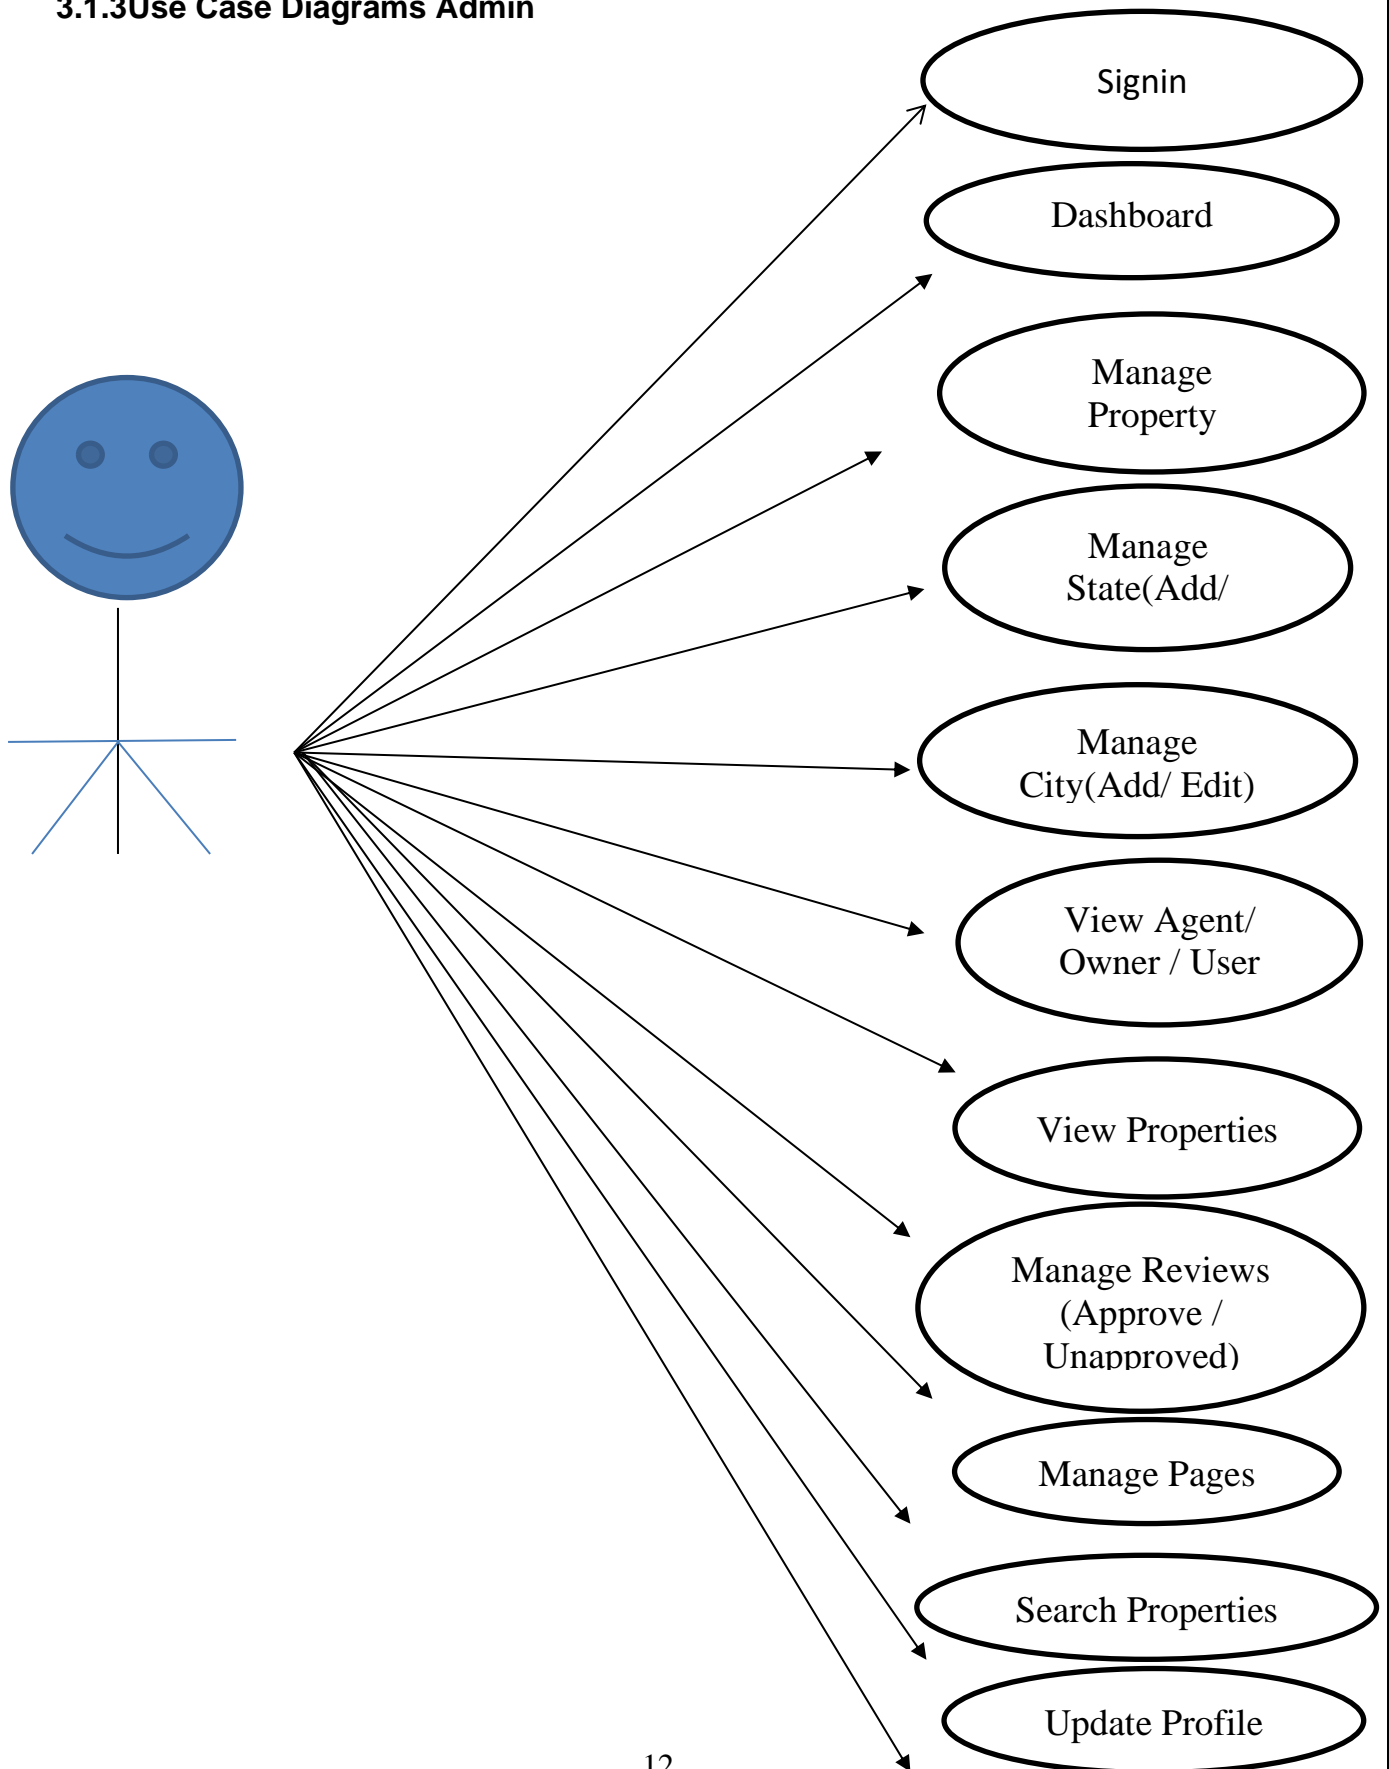 3.1.3Use Case Diagrams Admin
Signin
Dashboard
Manage
Property
Manage
State(Add/
Manage
City(Add/ Edit)
View Agent/
Owner / User
View Properties
Manage Reviews
(Approve /
Unapproved)
Manage Pages
Search Properties
Update Profile
12